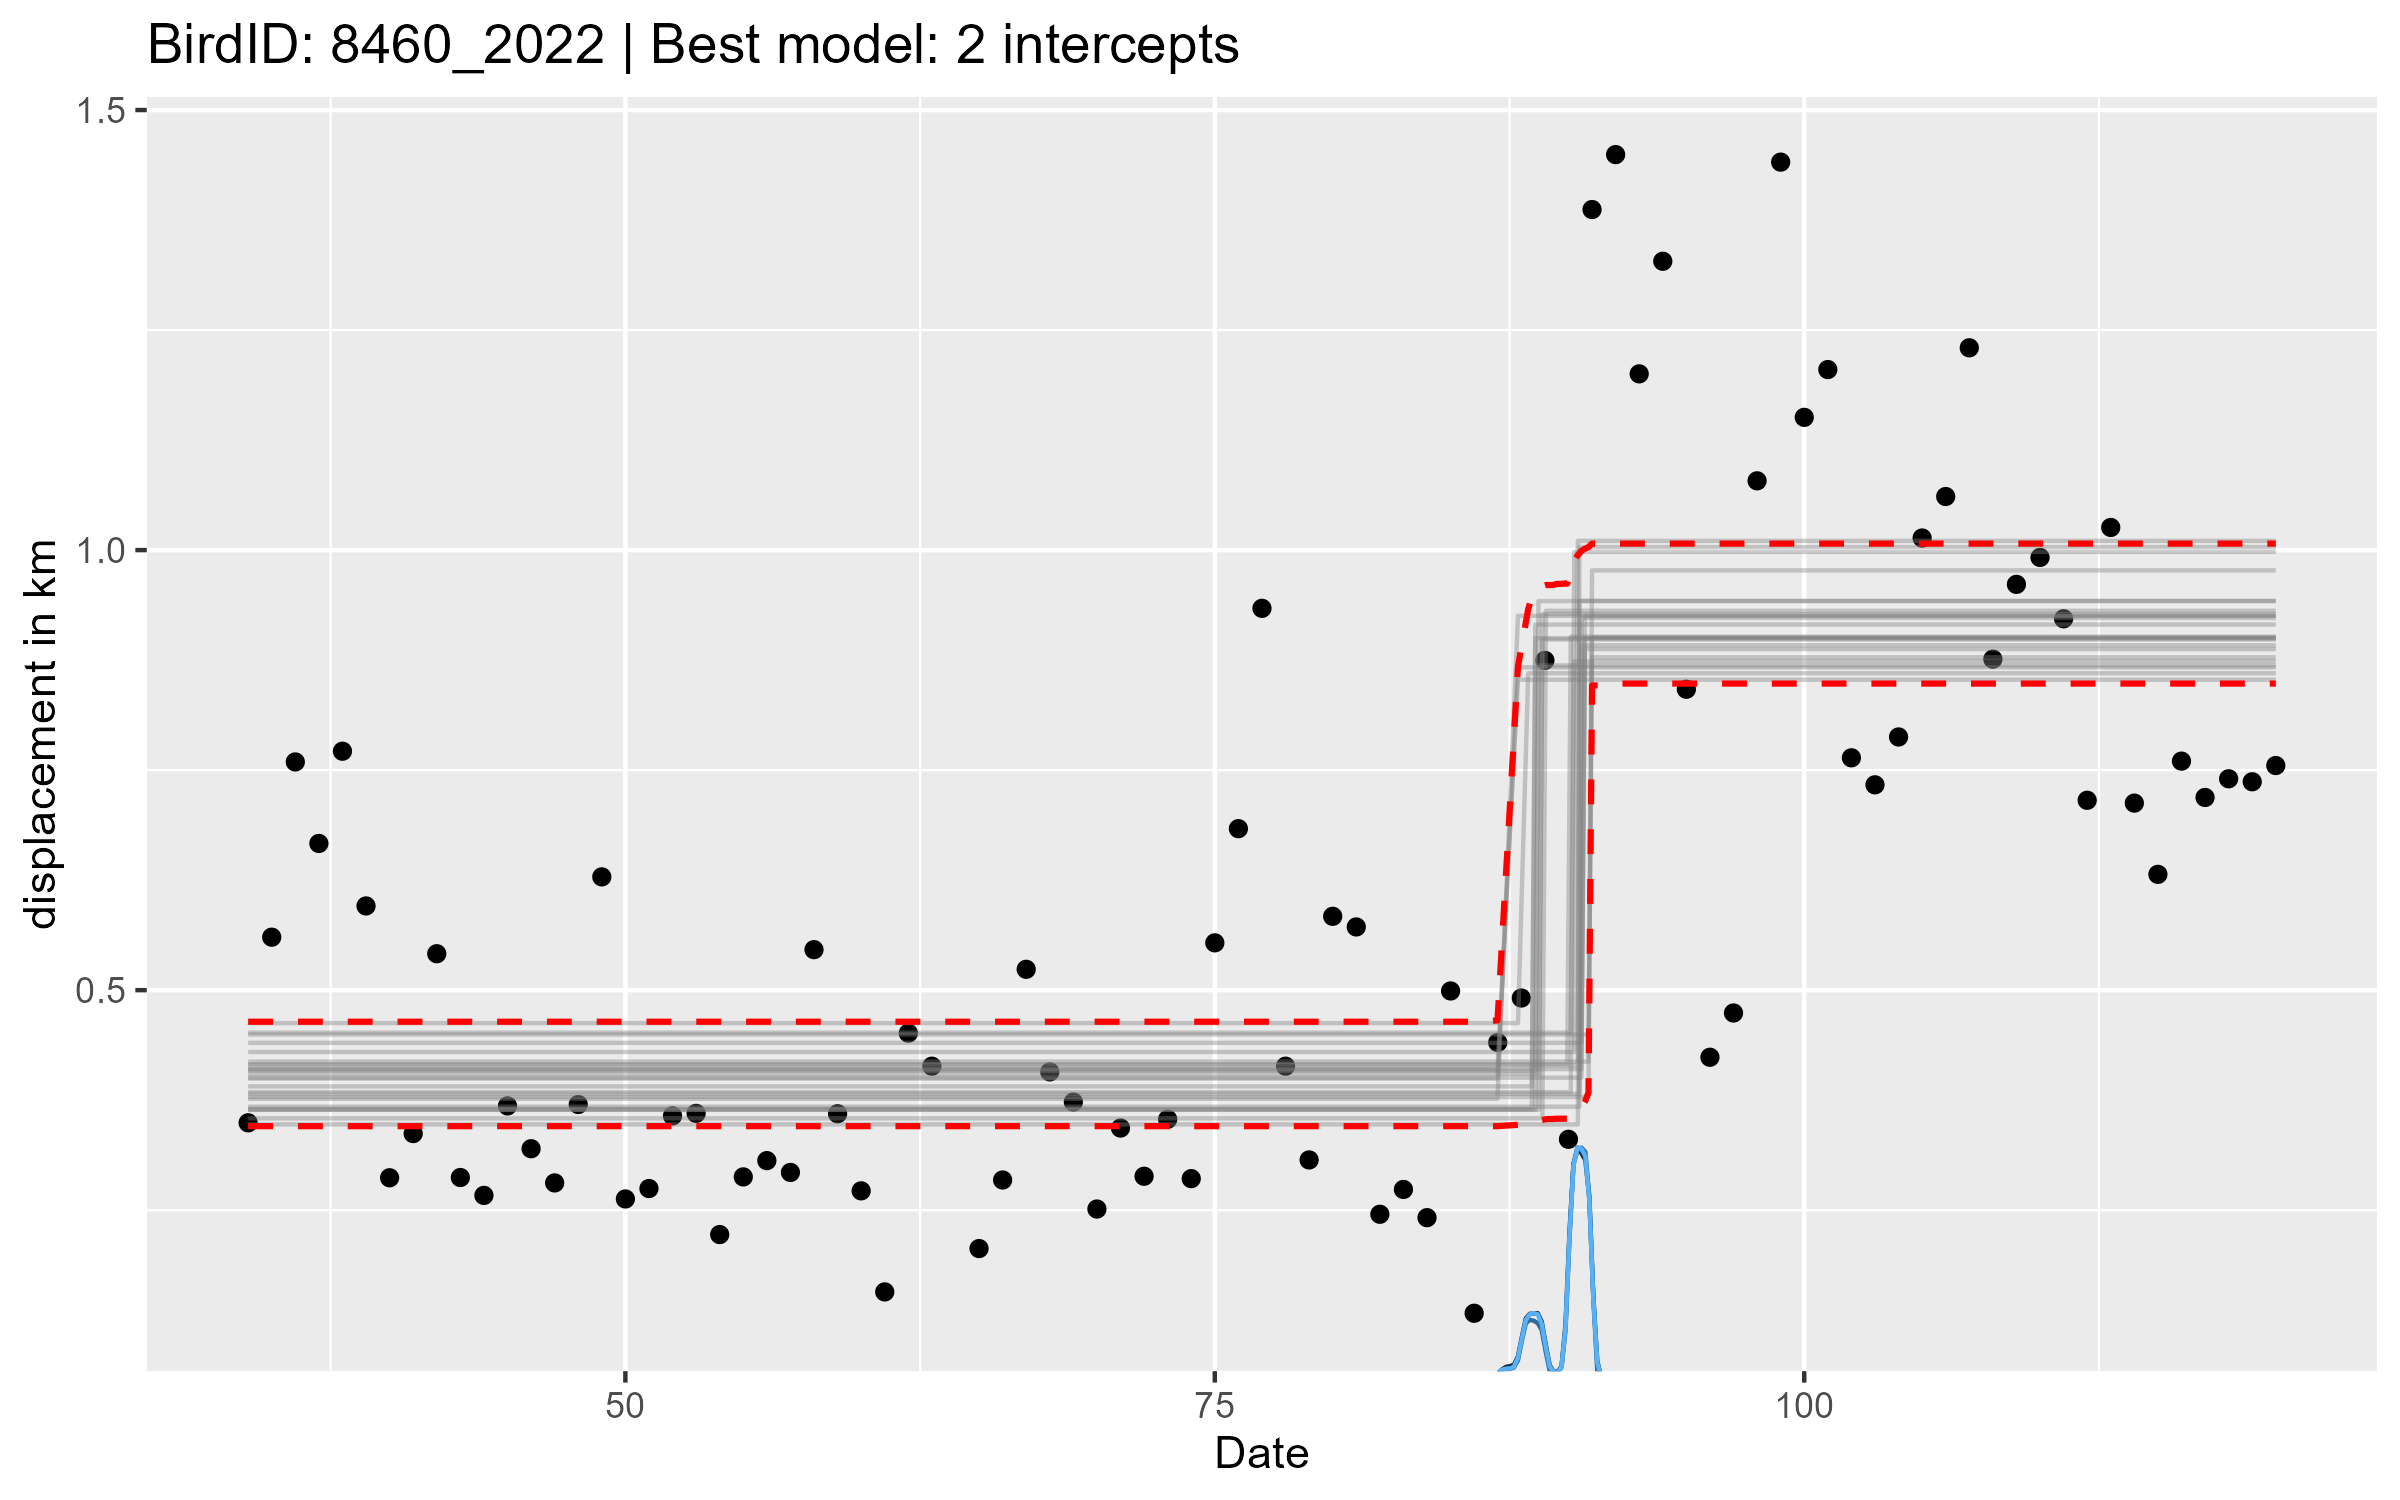 BirdID: 8460_2022 | Best model: 2 intercepts
1.5
1.0
0.5
displacement in km
50 75 100
Date